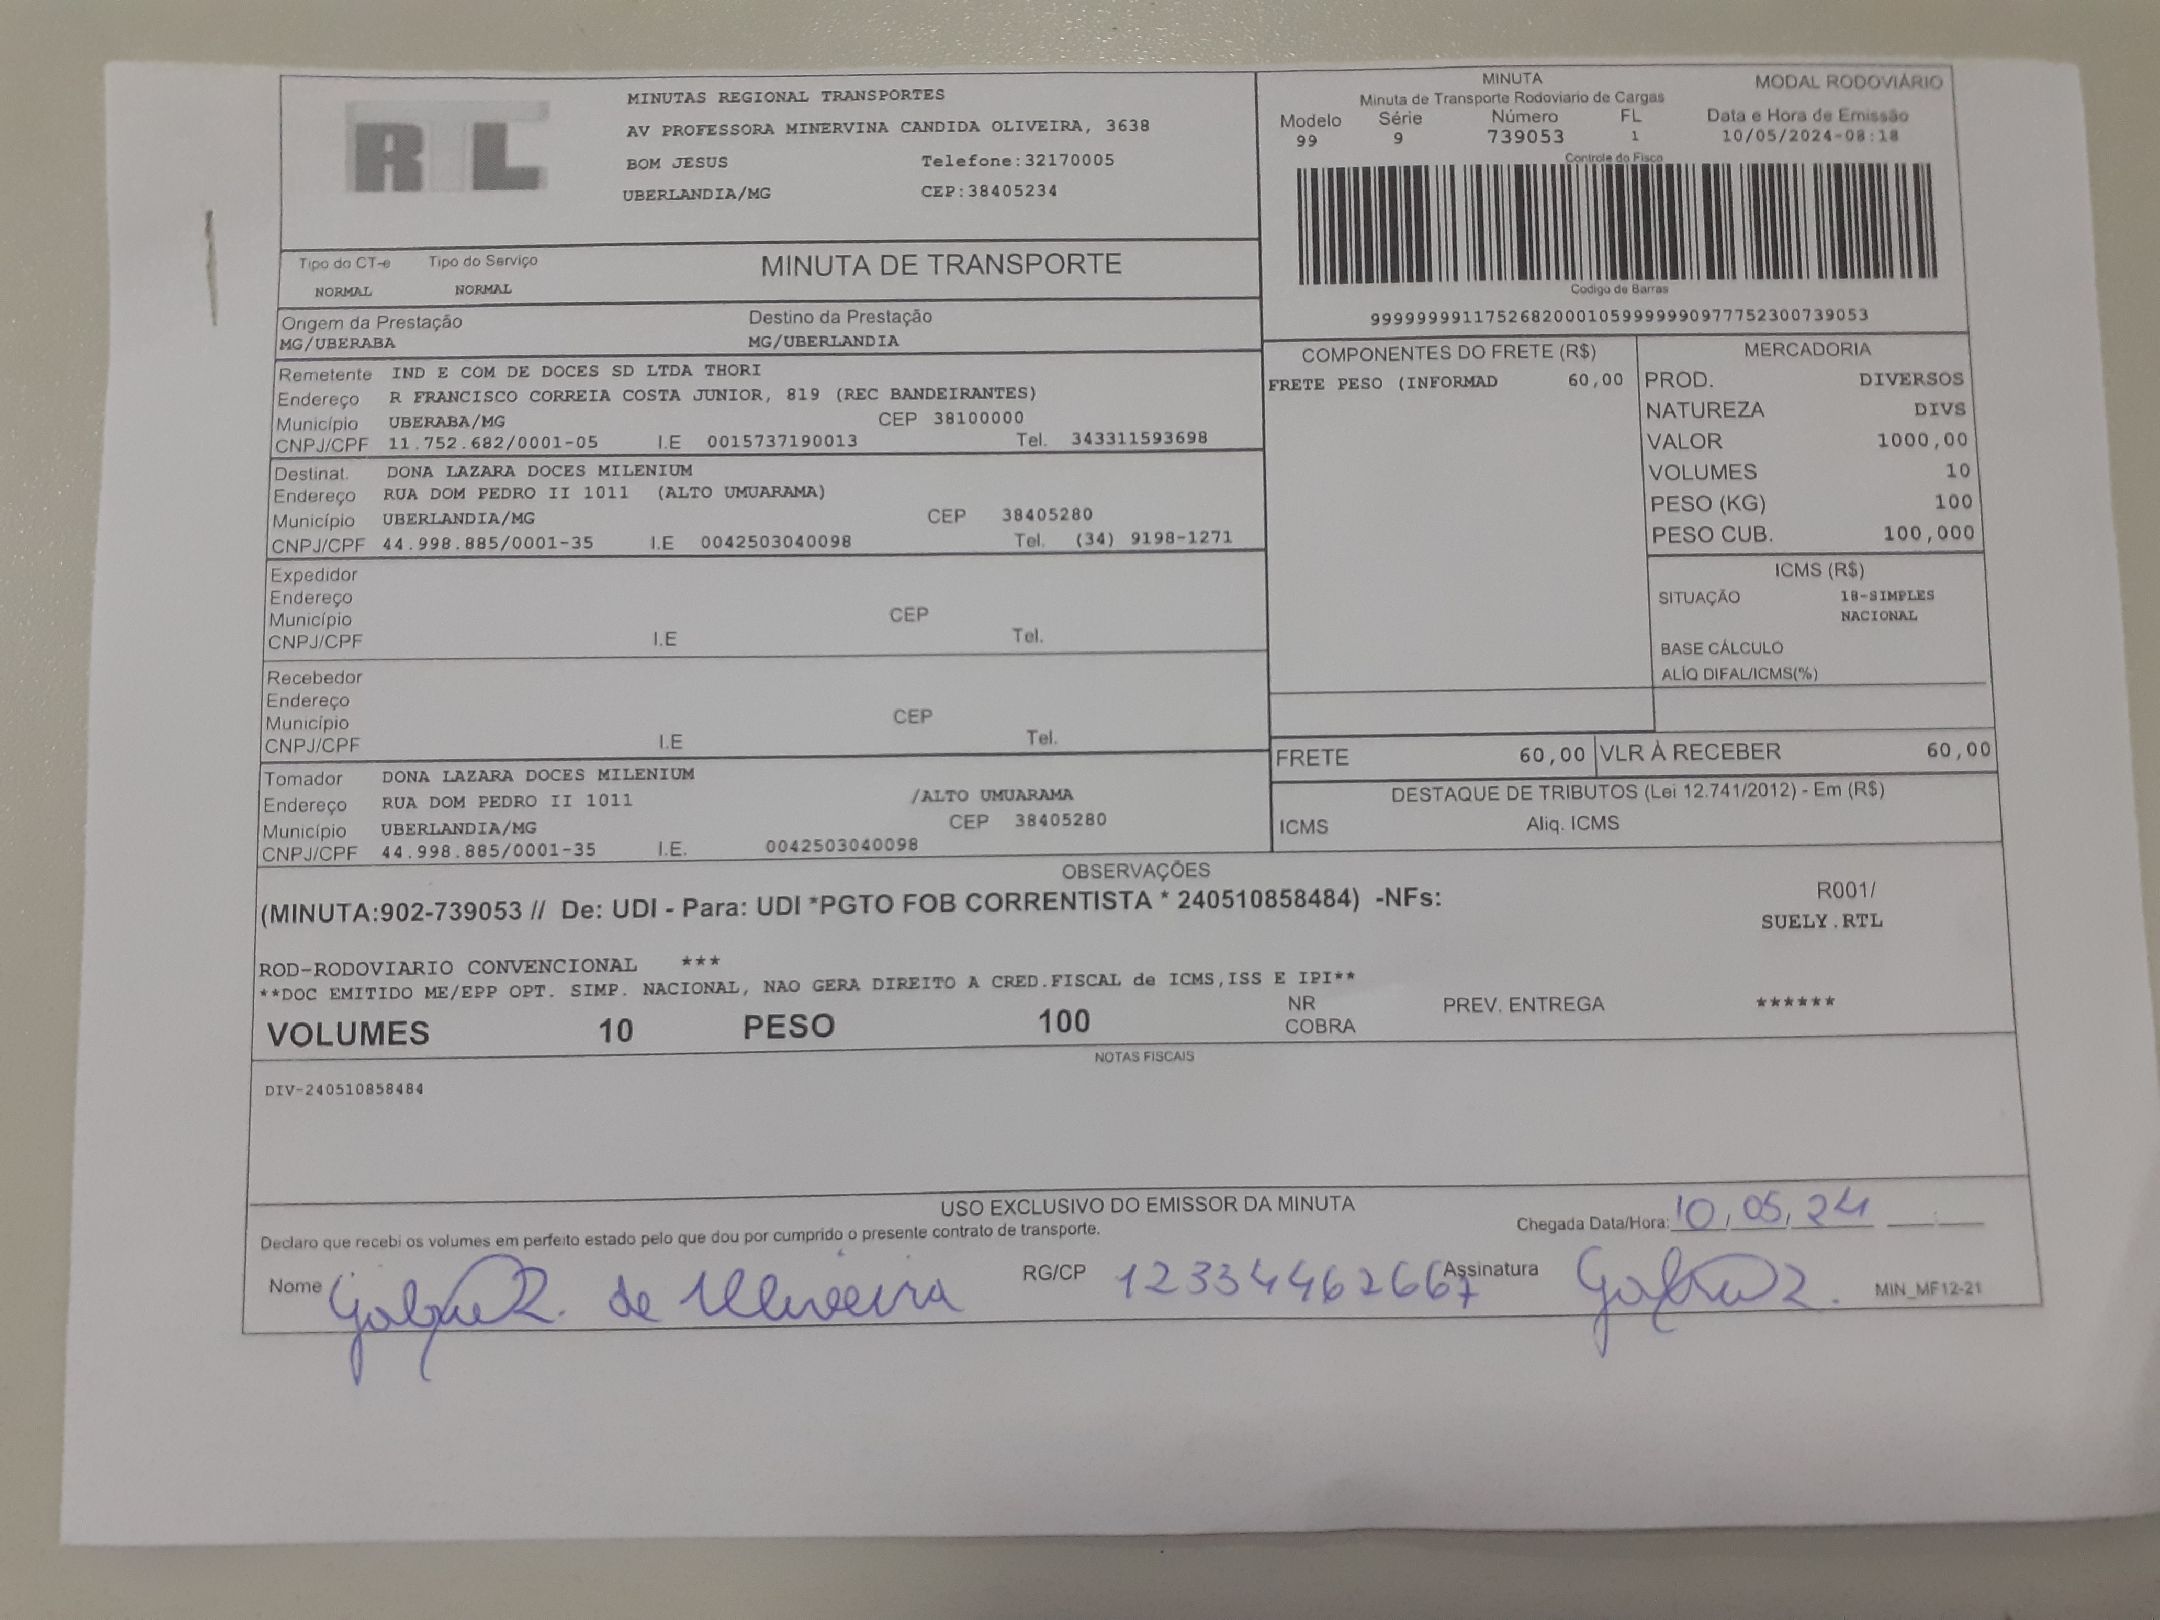 RTL
MINUTAS REGIONAL TRANSPORTES
AV PROFESSORA MINERVINA CANDIDA OLIVEIRA, 3638
BOM JESUS Telefone:32170005
UBERLANDIA/MG CEP:38405234
MINUTA MODAL RODOVIÁRIO
Minuta de Transporte Rodoviario de Cargas
Modelo Série Número FL Data e Hora de Emissão
99 9 739053 1 10/05/2024-08:18
Controle do Fisco
Codigo de Barras
99999999117526820001059999999097775230073​9053
Tipo do CT-e Tipo do Serviço MINUTA DE TRANSPORTE
NORMAL NORMAL
Origem da Prestação Destino da Prestação
MG/UBERABA MG/UBERLANDIA
Remetente IND E COM DE DOCES SD LTDA THORI
Endereço R FRANCISCO CORREIA COSTA JUNIOR, 819 (REC BANDEIRANTES)
Município UBERABA/MG CEP 38100000
CNPJ/CPF 11.752.682/0001-05 I.E 0015737190013 Tel. 343311593698
Destinat. DONA LAZARA DOCES MILENIUM
Endereço RUA DOM PEDRO II 1011 (ALTO UMUARAMA)
Município UBERLANDIA/MG CEP 38405280
CNPJ/CPF 44.998.885/0001-35 I.E 0042503040098 Tel. (34) 9198-1271
Expedidor
Endereço
Município CEP
CNPJ/CPF I.E Tel.
Recebedor
Endereço
Município CEP
CNPJ/CPF I.E Tel.
Tomador DONA LAZARA DOCES MILENIUM
Endereço RUA DOM PEDRO II 1011 /ALTO UMUARAMA
Município UBERLANDIA/MG CEP 38405280
CNPJ/CPF 44.998.885/0001-35 I.E. 0042503040098
COMPONENTES DO FRETE (R$)
FRETE PESO (INFORMAD 60,00
MERCADORIA
PROD. DIVERSOS
NATUREZA DIVS
VALOR 1000,00
VOLUMES 10
PESO (KG) 100
PESO CUB. 100,000
ICMS (R$)
SITUAÇÃO 18-SIMPLES
NACIONAL
BASE CÁLCULO
ALÍQ DIFAL/ICMS(%)
FRETE 60,00 VLR À RECEBER 60,00
DESTAQUE DE TRIBUTOS (Lei 12.741/2012) - Em (R$)
ICMS Aliq. ICMS
OBSERVAÇÕES
(MINUTA:902-739053 // De: UDI - Para: UDI *PGTO FOB CORRENTISTA * 240510858484) -NFs:
R001/
SUELY.RTL
ROD-RODOVIARIO CONVENCIONAL ***
**DOC EMITIDO ME/EPP OPT. SIMP. NACIONAL, NAO GERA DIREITO A CRED.FISCAL de ICMS,ISS E IPI**
VOLUMES 10 PESO 100 NR COBRA PREV. ENTREGA ******
NOTAS FISCAIS
DIV-240510858484
USO EXCLUSIVO DO EMISSOR DA MINUTA
Declaro que recebi os volumes em perfeito estado pelo que dou por cumprido o presente contrato de transporte.
Chegada Data/Hora: 10,05,24 :
Nome de Oliveira RG/CP 12334462667 Assinatura MIN_MF12-21